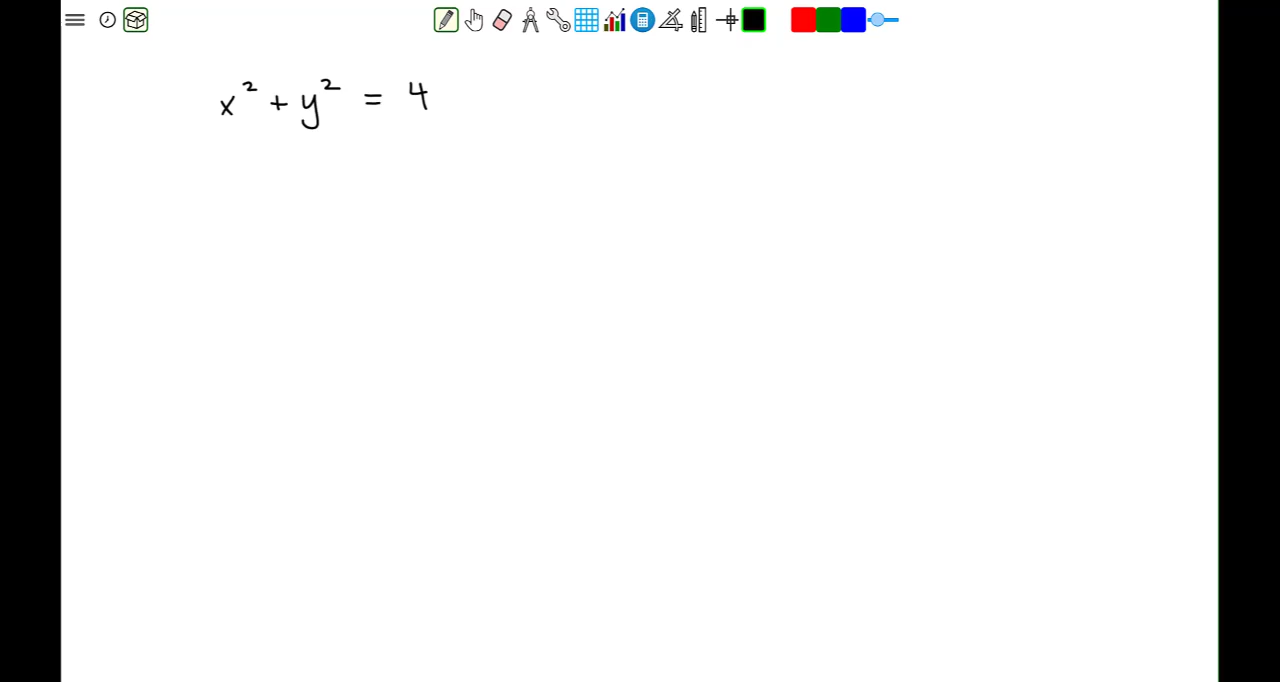 x² + y² = 4